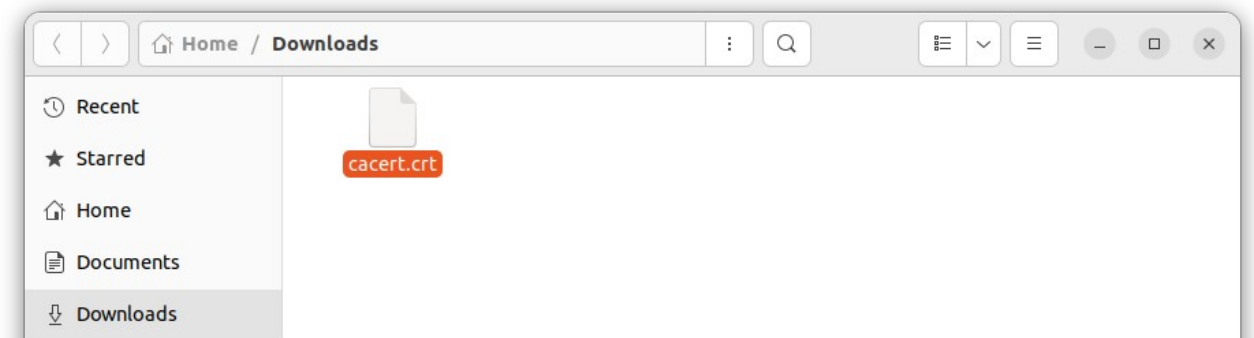 Home / Downloads
Recent
Starred
Home
Documents
Downloads
cacert.crt